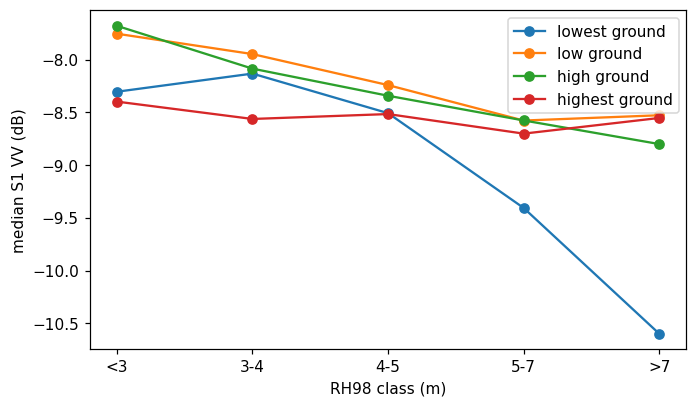 lowest ground
low ground
high ground
highest ground
median S1 VV (dB)
−8.0
−8.5
−9.0
−9.5
−10.0
−10.5
<3
3-4
4-5
5-7
>7
RH98 class (m)